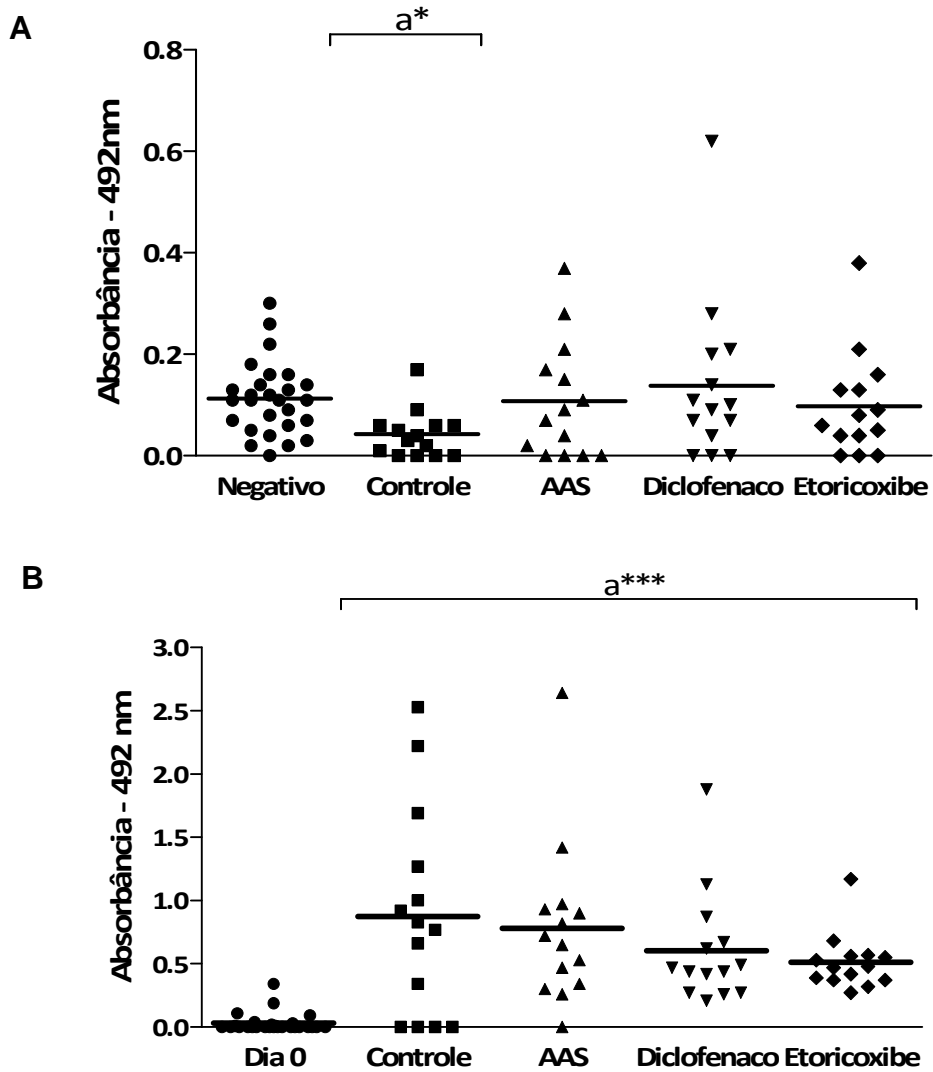 A
a*
0.8
0.6
0.4
0.2
0.0
Absorbância - 492nm
Negativo Controle AAS Diclofenaco Etoricoxibe
B
a***
3.0
2.5
2.0
1.5
1.0
0.5
0.0
Absorbância - 492 nm
Dia 0 Controle AAS Diclofenaco Etoricoxibe